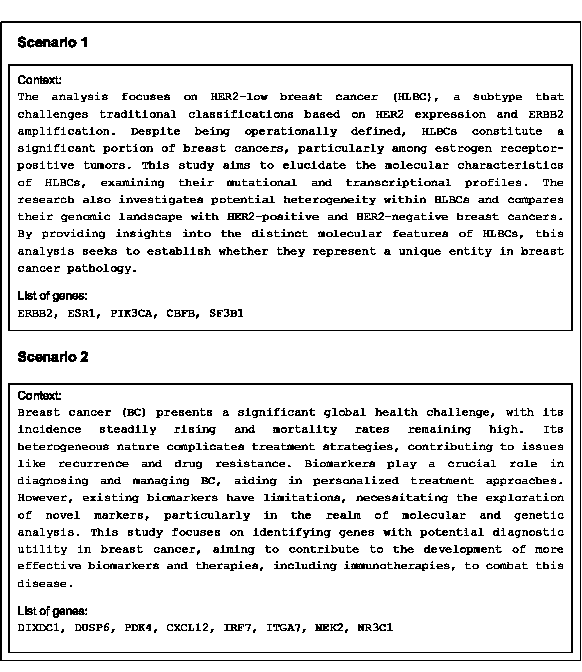 Scenario 1
Context:
The analysis focuses on HER2-low breast cancer (HLBC), a subtype that
challenges traditional classifications based on HER2 expression and ERBB2
amplification. Despite being operationally defined, HLBCs constitute a
significant portion of breast cancers, particularly among estrogen receptor-
positive tumors. This study aims to elucidate the molecular characteristics
of HLBCs, examining their mutational and transcriptional profiles. The
research also investigates potential heterogeneity within HLBCs and compares
their genomic landscape with HER2-positive and HER2-negative breast cancers.
By providing insights into the distinct molecular features of HLBCs, this
analysis seeks to establish whether they represent a unique entity in breast
cancer pathology.
List of genes:
ERBB2, ESR1, PIK3CA, CBFB, SF3B1
Scenario 2
Context:
Breast cancer (BC) presents a significant global health challenge, with its
incidence steadily rising and mortality rates remaining high. Its
heterogeneous nature complicates treatment strategies, contributing to issues
like recurrence and drug resistance. Biomarkers play a crucial role in
diagnosing and managing BC, aiding in personalized treatment approaches.
However, existing biomarkers have limitations, necessitating the exploration
of novel markers, particularly in the realm of molecular and genetic
analysis. This study focuses on identifying genes with potential diagnostic
utility in breast cancer, aiming to contribute to the development of more
effective biomarkers and therapies, including immunotherapies, to combat this
disease.
List of genes:
DIXDC1, DUSP6, PDK4, CXCL12, IRF7, ITGA7, NEK2, NR3C1